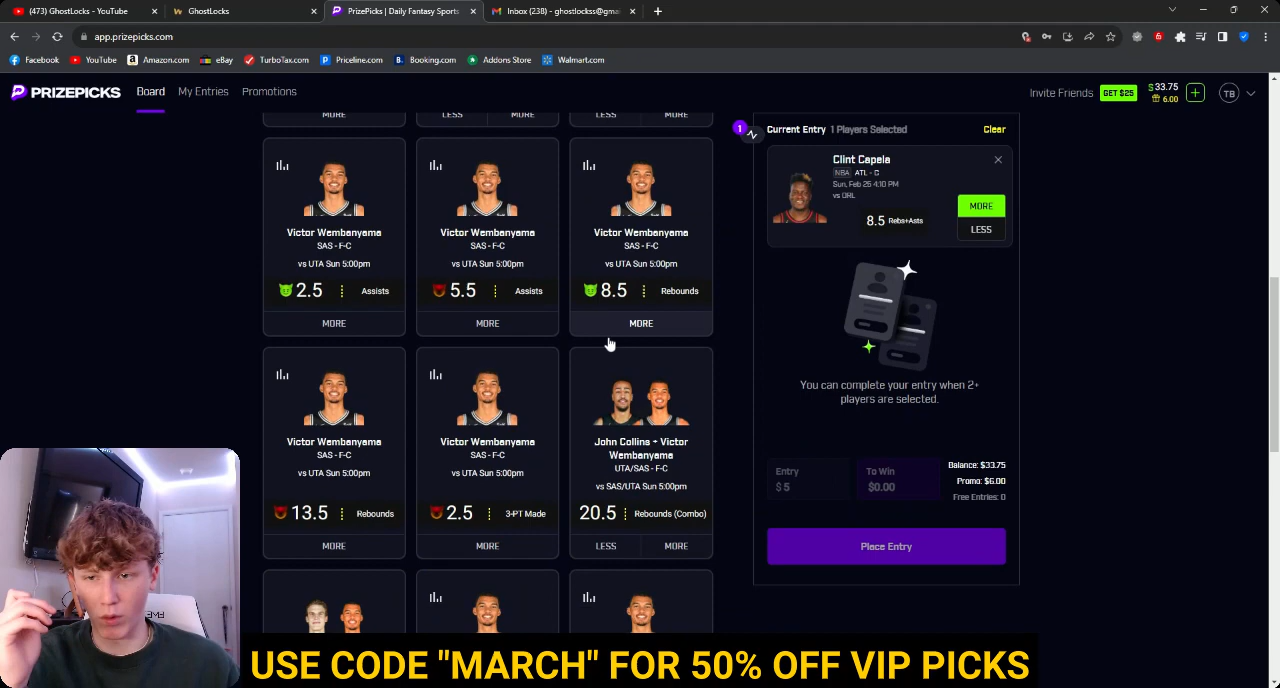 (473) GhostLocks - YouTube
GhostLocks
PrizePicks | Daily Fantasy Sports
Inbox (238) - ghostlockss@gma
app.prizepicks.com
Facebook
YouTube
Amazon.com
eBay
TurboTax.com
Priceline.com
Booking.com
Addons Store
Walmart.com
PRIZEPICKS
Board
My Entries
Promotions
Invite Friends
GET $25
$ 33.75
6.00
TB
MORE
LESS MORE
LESS MORE
Victor Wembanyama
SAS - F-C
vs UTA Sun 5:00pm
2.5 Assists
MORE
Victor Wembanyama
SAS - F-C
vs UTA Sun 5:00pm
5.5 Assists
MORE
Victor Wembanyama
SAS - F-C
vs UTA Sun 5:00pm
8.5 Rebounds
MORE
Victor Wembanyama
SAS - F-C
vs UTA Sun 5:00pm
13.5 Rebounds
MORE
Victor Wembanyama
SAS - F-C
vs UTA Sun 5:00pm
2.5 3-PT Made
MORE
John Collins + Victor
Wembanyama
UTA/SAS - F-C
vs SAS/UTA Sun 5:00pm
20.5 Rebounds (Combo)
LESS MORE
1
Current Entry 1 Players Selected
Clear
Clint Capela
NBA ATL - C
Sun, Feb 25 4:10 PM
vs ORL
8.5 Rebs+Asts
MORE
LESS
You can complete your entry when 2+
players are selected.
Entry
$ 5
To Win
$0.00
Balance: $33.75
Promo: $6.00
Free Entries: 0
Place Entry
USE CODE "MARCH" FOR 50% OFF VIP PICKS